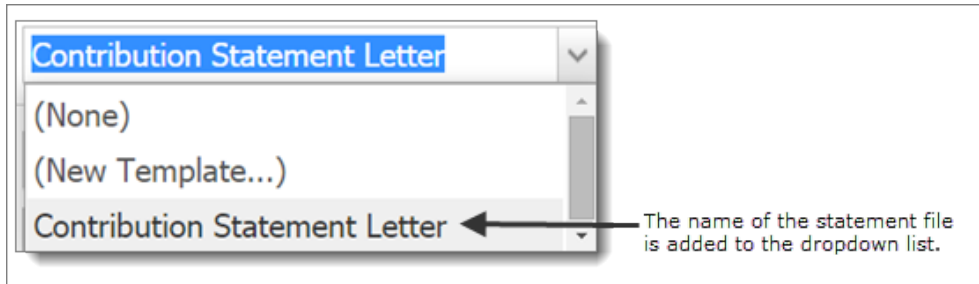 Contribution Statement Letter
(None)
(New Template...)
Contribution Statement Letter
The name of the statement file
is added to the dropdown list.